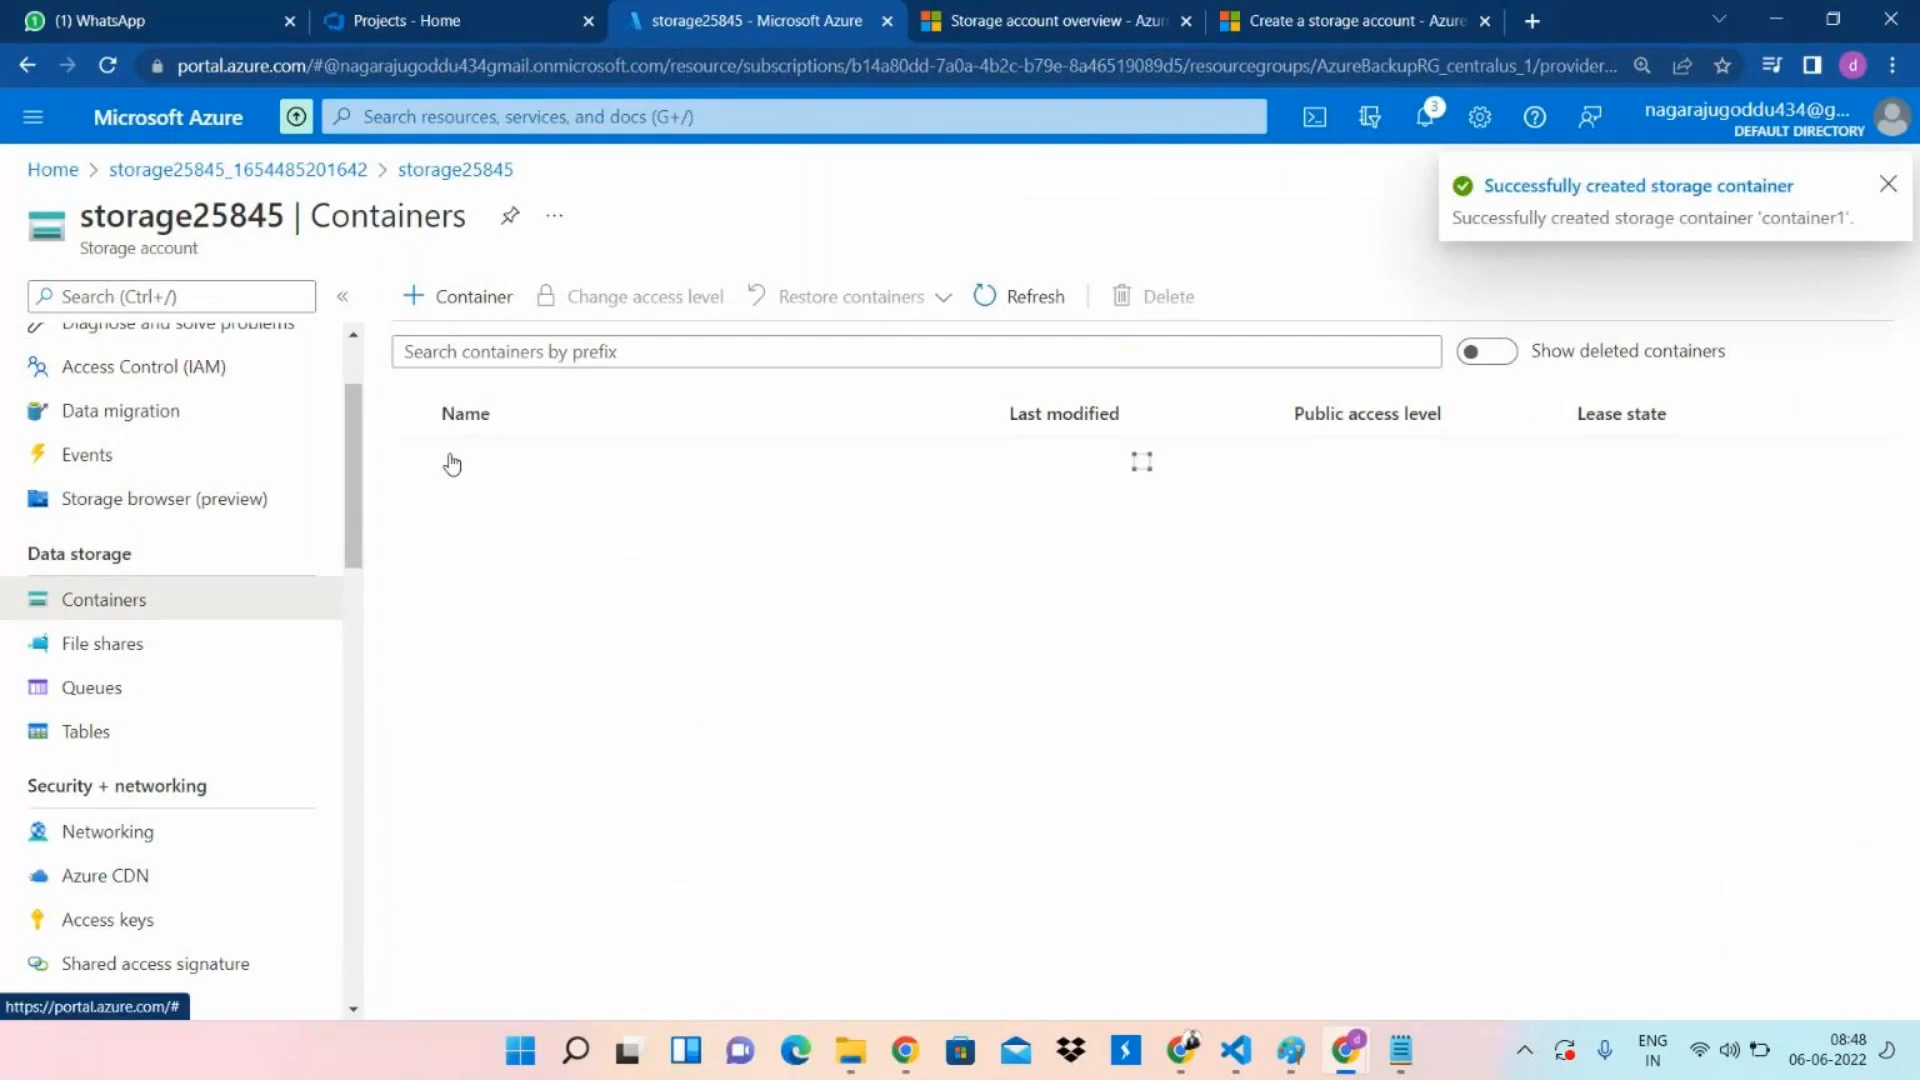 (1) WhatsApp
Projects - Home
storage25845 - Microsoft Azure
Storage account overview - Azur
Create a storage account - Azure
portal.azure.com/#@nagarajugoddu434gmail.onmicrosoft.com/resource/subscriptions/b14a80dd-7a0a-4b2c-b79e-8a46519089d5/resourcegroups/AzureBackupRG_centralus_1/provider...
d
Microsoft Azure
Search resources, services, and docs (G+/)
3
nagarajugoddu434@g...
DEFAULT DIRECTORY
Home > storage25845_1654485201642 > storage25845
Successfully created storage container
Successfully created storage container 'container1'.
storage25845 | Containers
...
Storage account
Search (Ctrl+/)
«
Container
Change access level
Restore containers
Refresh
Delete
Diagnose and solve problems
Search containers by prefix
Show deleted containers
Access Control (IAM)
Data migration
Name
Last modified
Public access level
Lease state
Events
Storage browser (preview)
Data storage
Containers
File shares
Queues
Tables
Security + networking
Networking
Azure CDN
Access keys
Shared access signature
https://portal.azure.com/#
d
ENG
IN
08:48
06-06-2022